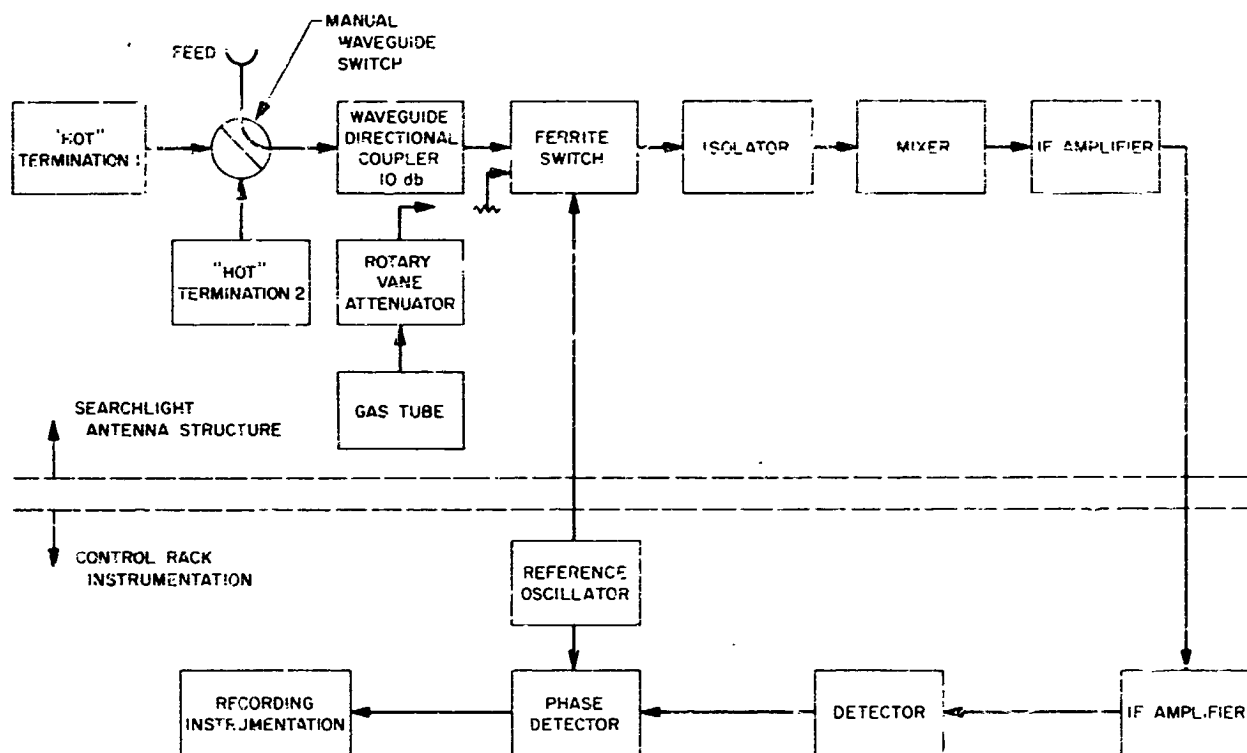 MANUAL
WAVEGUIDE
SWITCH
FEED
"HOT"
TERMINATION 1
WAVEGUIDE
DIRECTIONAL
COUPLER
10 db
FERRITE
SWITCH
ISOLATOR
MIXER
IF AMPLIFIER
"HOT"
TERMINATION 2
ROTARY
VANE
ATTENUATOR
GAS TUBE
SEARCHLIGHT
ANTENNA STRUCTURE
CONTROL RACK
INSTRUMENTATION
REFERENCE
OSCILLATOR
RECORDING
INSTRUMENTATION
PHASE
DETECTOR
DETECTOR
IF AMPLIFIER